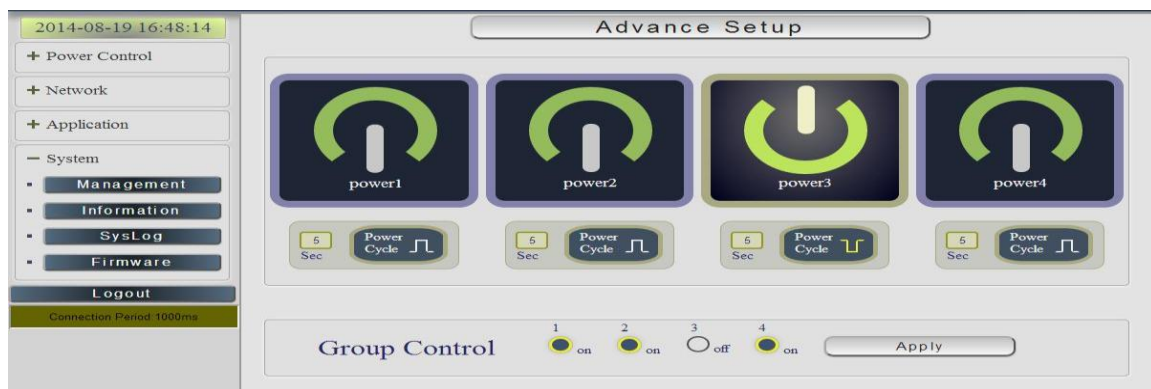 2014-08-19 16:48:14
Power Control
Network
Application
System
Management
Information
SysLog
Firmware
Logout
Connection Period:1000ms
Advance Setup
power1
power2
power3
power4
5
Sec
Power
Cycle
5
Sec
Power
Cycle
5
Sec
Power
Cycle
5
Sec
Power
Cycle
Group Control
1 2 3 4
on on off on
Apply